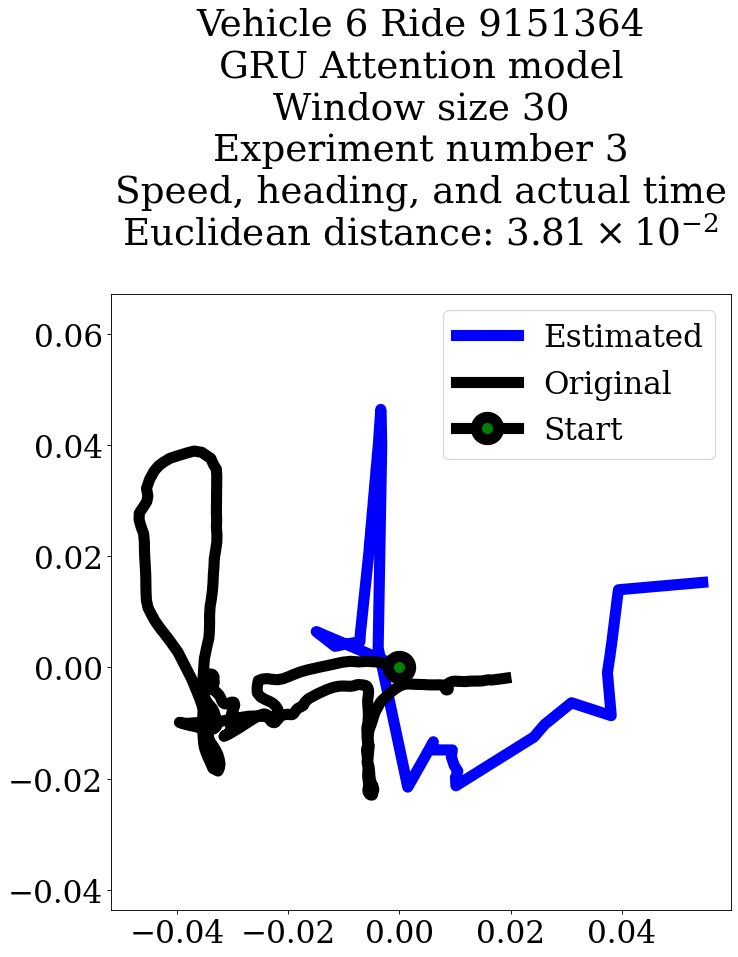 Vehicle 6 Ride 9151364
GRU Attention model
Window size 30
Experiment number 3
Speed, heading, and actual time
Euclidean distance: 3.81 × 10⁻²
Estimated
Original
Start
0.06
0.04
0.02
0.00
−0.02
−0.04
−0.04 −0.02 0.00 0.02 0.04